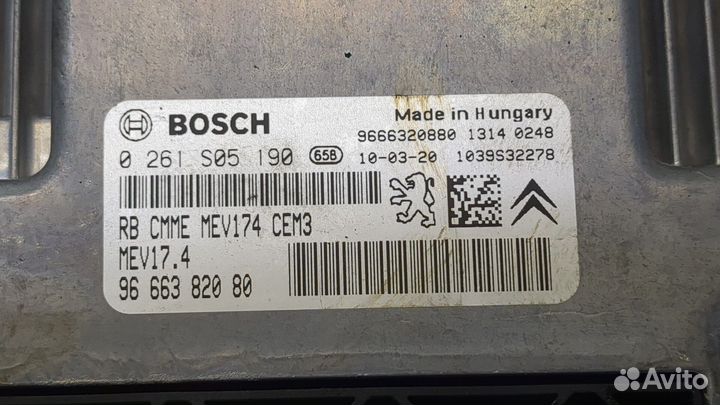 BOSCH
Made in Hungary
9666320880 1314 0248
0 261 S05 190 65B 10-03-20 1039S32278
RB CMME MEV174 CEM3
MEV17.4
96 663 820 80
Avito